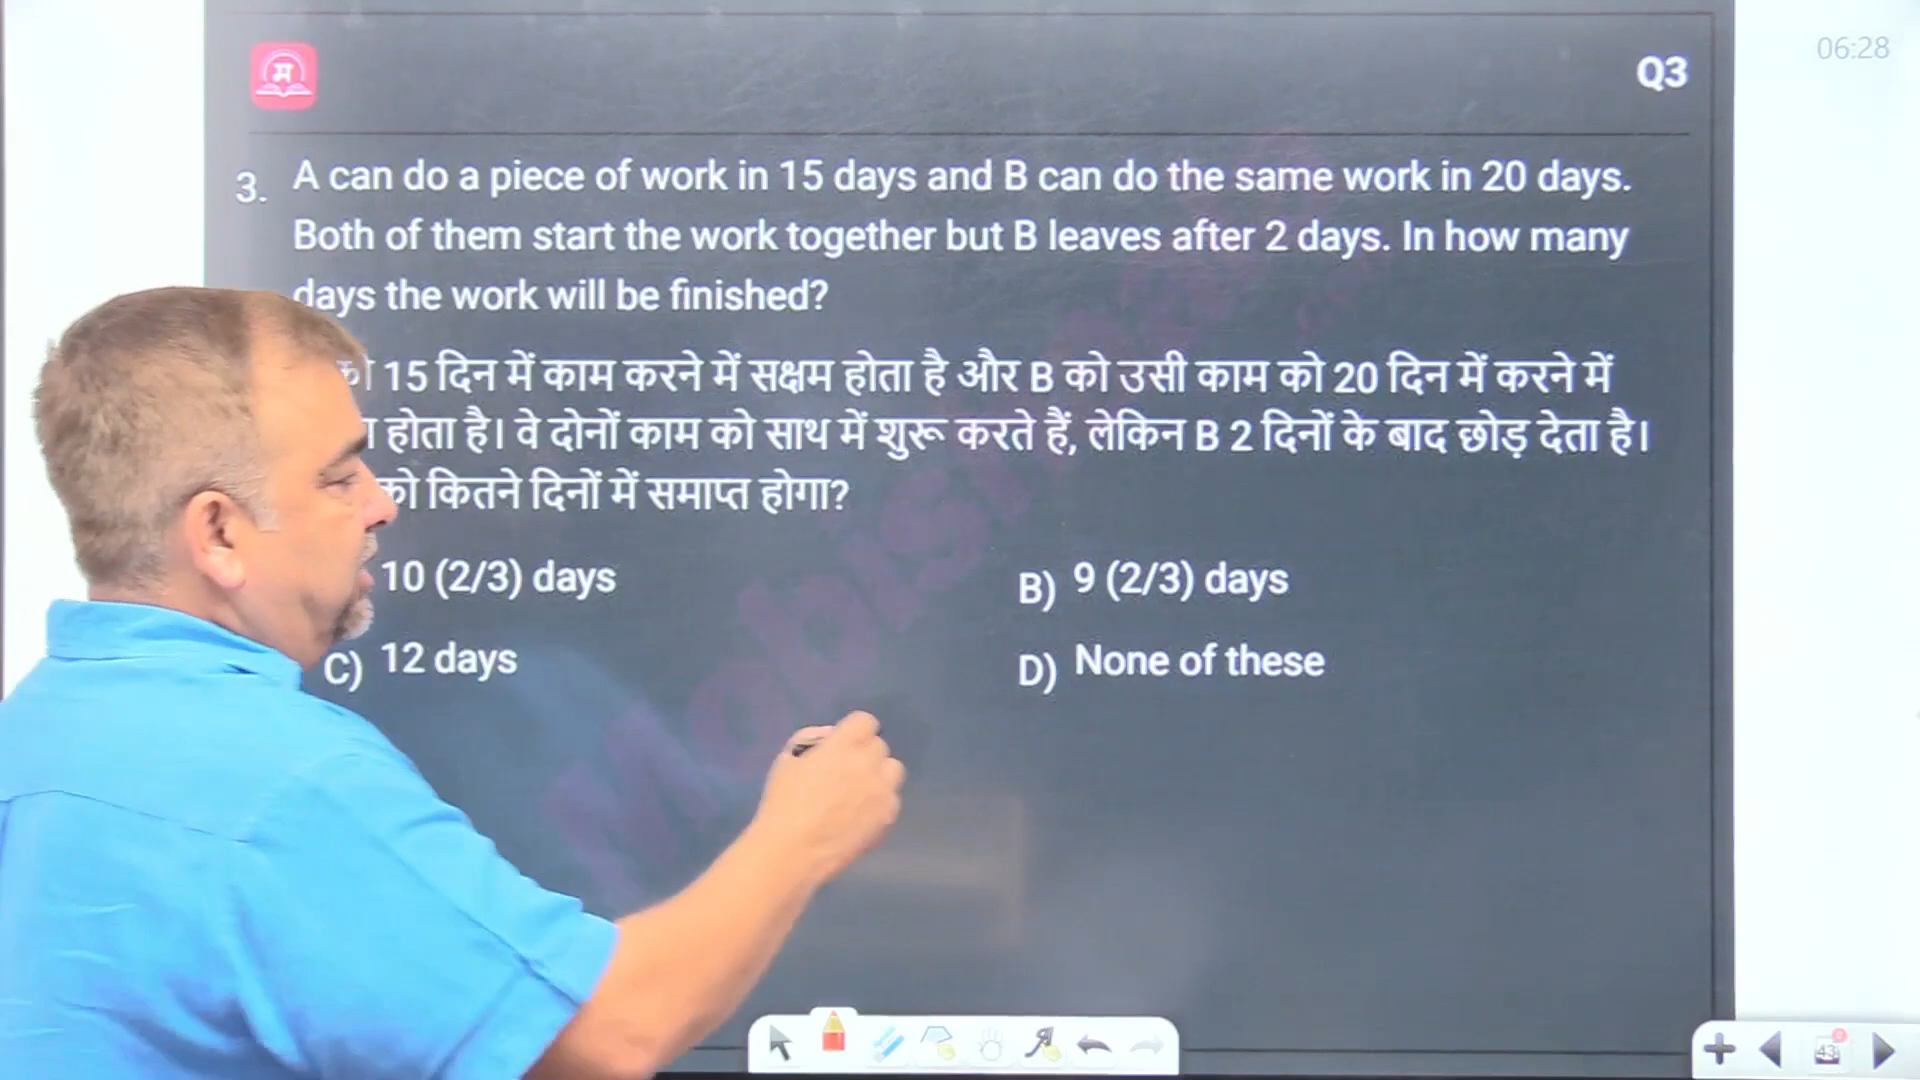 म
Q3
06:28
3. A can do a piece of work in 15 days and B can do the same work in 20 days.
Both of them start the work together but B leaves after 2 days. In how many
days the work will be finished?
को 15 दिन में काम करने में सक्षम होता है और B को उसी काम को 20 दिन में करने में
होता है। वे दोनों काम को साथ में शुरू करते हैं, लेकिन B 2 दिनों के बाद छोड़ देता है।
को कितने दिनों में समाप्त होगा?
10 (2/3) days
B) 9 (2/3) days
C) 12 days
D) None of these
43